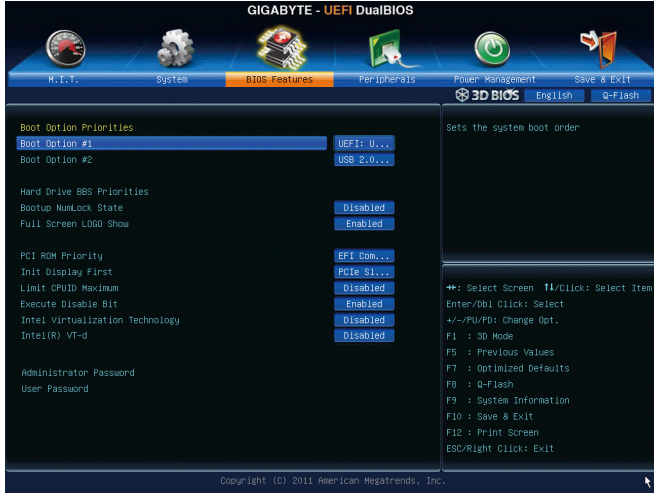 GIGABYTE - UEFI DualBIOS
M.I.T. System BIOS Features Peripherals Power Management Save & Exit
3D BIOS English Q-Flash
Boot Option Priorities
Boot Option #1 UEFI: U...
Boot Option #2 USB 2.0...
Hard Drive BBS Priorities
Bootup NumLock State Disabled
Full Screen LOGO Show Enabled
PCI ROM Priority EFI Com...
Init Display First PCIe Sl...
Limit CPUID Maximum Disabled
Execute Disable Bit Enabled
Intel Virtualization Technology Disabled
Intel(R) VT-d Disabled
Administrator Password
User Password
Sets the system boot order
→←: Select Screen ↑↓/Click: Select Item
Enter/Dbl Click: Select
+/-/PU/PD: Change Opt.
F1 : 3D Mode
F5 : Previous Values
F7 : Optimized Defaults
F8 : Q-Flash
F9 : System Information
F10 : Save & Exit
F12 : Print Screen
ESC/Right Click: Exit
Copyright (C) 2011 American Megatrends, Inc.